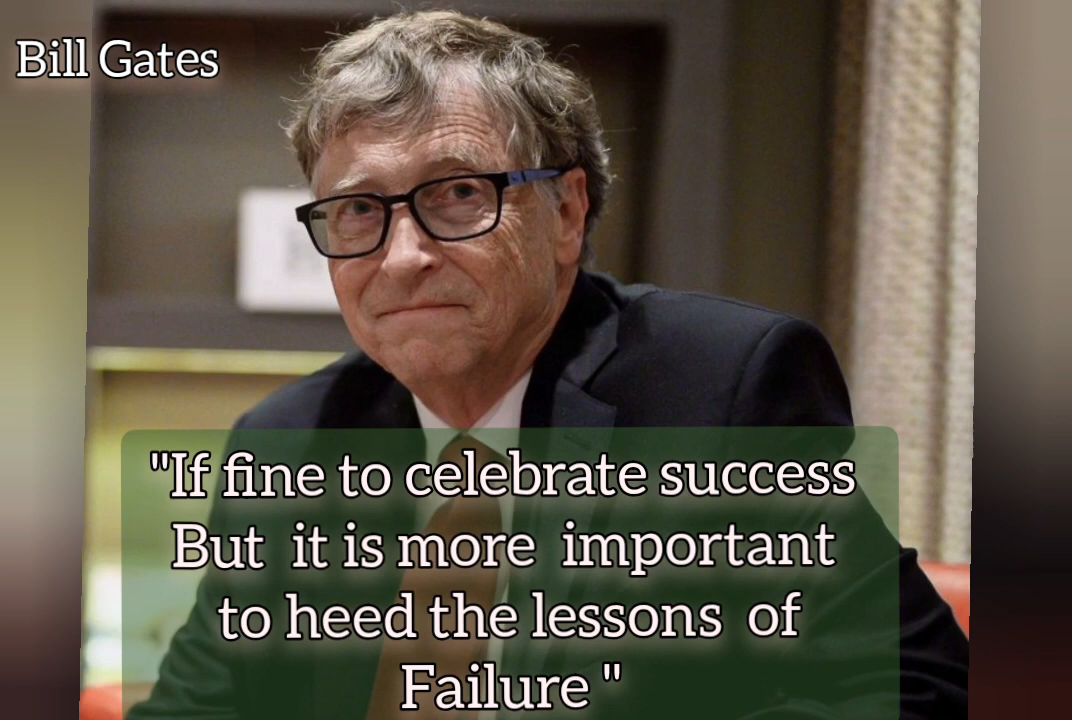 Bill Gates
"If fine to celebrate success
But it is more important
to heed the lessons of
Failure "